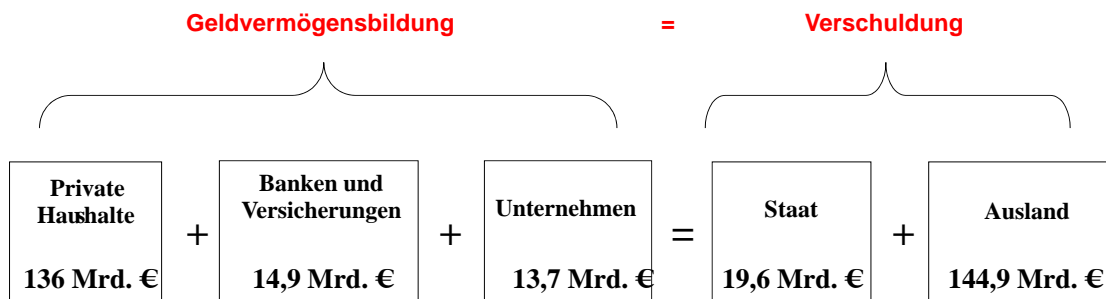 Geldvermögensbildung = Verschuldung
Private
Haushalte
136 Mrd. €
+
Banken und
Versicherungen
14,9 Mrd. €
+
Unternehmen
13,7 Mrd. €
=
Staat
19,6 Mrd. €
+
Ausland
144,9 Mrd. €